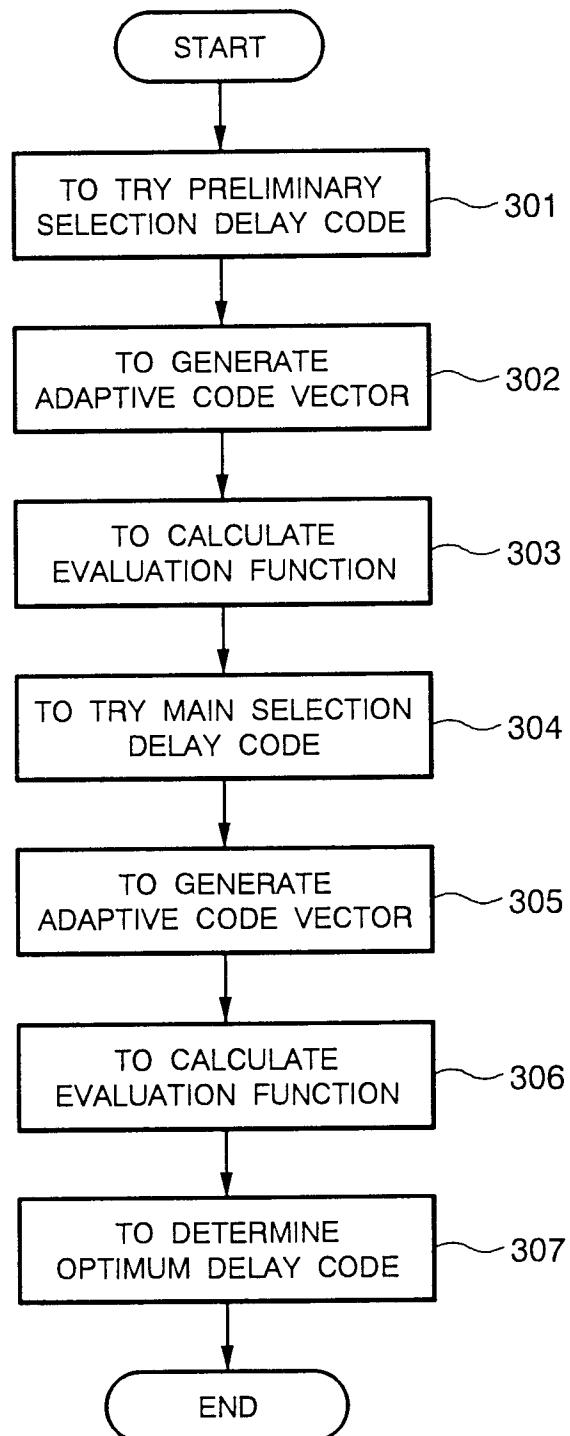 START
TO TRY PRELIMINARY
SELECTION DELAY CODE
301
TO GENERATE
ADAPTIVE CODE VECTOR
302
TO CALCULATE
EVALUATION FUNCTION
303
TO TRY MAIN SELECTION
DELAY CODE
304
TO GENERATE
ADAPTIVE CODE VECTOR
305
TO CALCULATE
EVALUATION FUNCTION
306
TO DETERMINE
OPTIMUM DELAY CODE
307
END